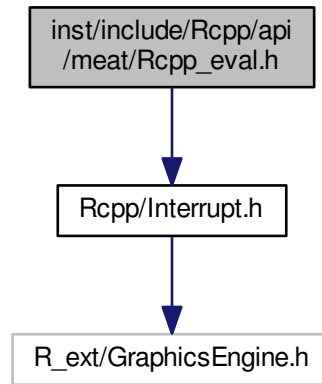 inst/include/Rcpp/api
/meat/Rcpp_eval.h
Rcpp/Interrupt.h
R_ext/GraphicsEngine.h